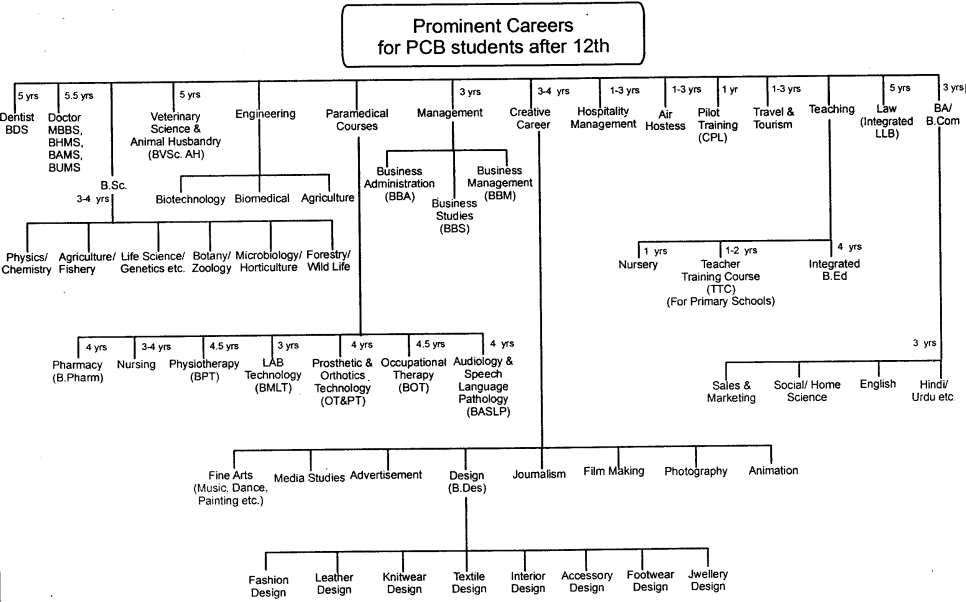 Prominent Careers
for PCB students after 12th
5 yrs
Dentist
BDS
5.5 yrs
Doctor
MBBS,
BHMS,
BAMS,
BUMS
B.Sc.
3-4 yrs
5 yrs
Veterinary
Science &
Animal Husbandry
(BVSc. AH)
Engineering
Paramedical
Courses
3 yrs
Management
3-4 yrs
Creative
Career
1-3 yrs
Hospitality
Management
1-3 yrs
Air
Hostess
1 yr
Pilot
Training
(CPL)
1-3 yrs
Travel &
Tourism
Teaching
5 yrs
Law
(Integrated
LLB)
3 yrs
BA/
B.Com
Biotechnology
Biomedical
Agriculture
Business
Administration
(BBA)
Business
Studies
(BBS)
Business
Management
(BBM)
Physics/
Chemistry
Agriculture/
Fishery
Life Science/
Genetics etc.
Botany/
Zoology
Microbiology/
Horticulture
Forestry/
Wild Life
1 yrs
Nursery
1-2 yrs
Teacher
Training Course
(TTC)
(For Primary Schools)
4 yrs
Integrated
B.Ed
4 yrs
Pharmacy
(B.Pharm)
3-4 yrs
Nursing
4.5 yrs
Physiotherapy
(BPT)
3 yrs
LAB
Technology
(BMLT)
4 yrs
Prosthetic &
Orthotics
Technology
(OT&PT)
4.5 yrs
Occupational
Therapy
(BOT)
4 yrs
Audiology &
Speech
Language
Pathology
(BASLP)
3 yrs
Sales &
Marketing
Social/ Home
Science
English
Hindi/
Urdu etc
Fine Arts
(Music, Dance,
Painting etc.)
Media Studies
Advertisement
Design
(B.Des)
Journalism
Film Making
Photography
Animation
Fashion
Design
Leather
Design
Knitwear
Design
Textile
Design
Interior
Design
Accessory
Design
Footwear
Design
Jwellery
Design